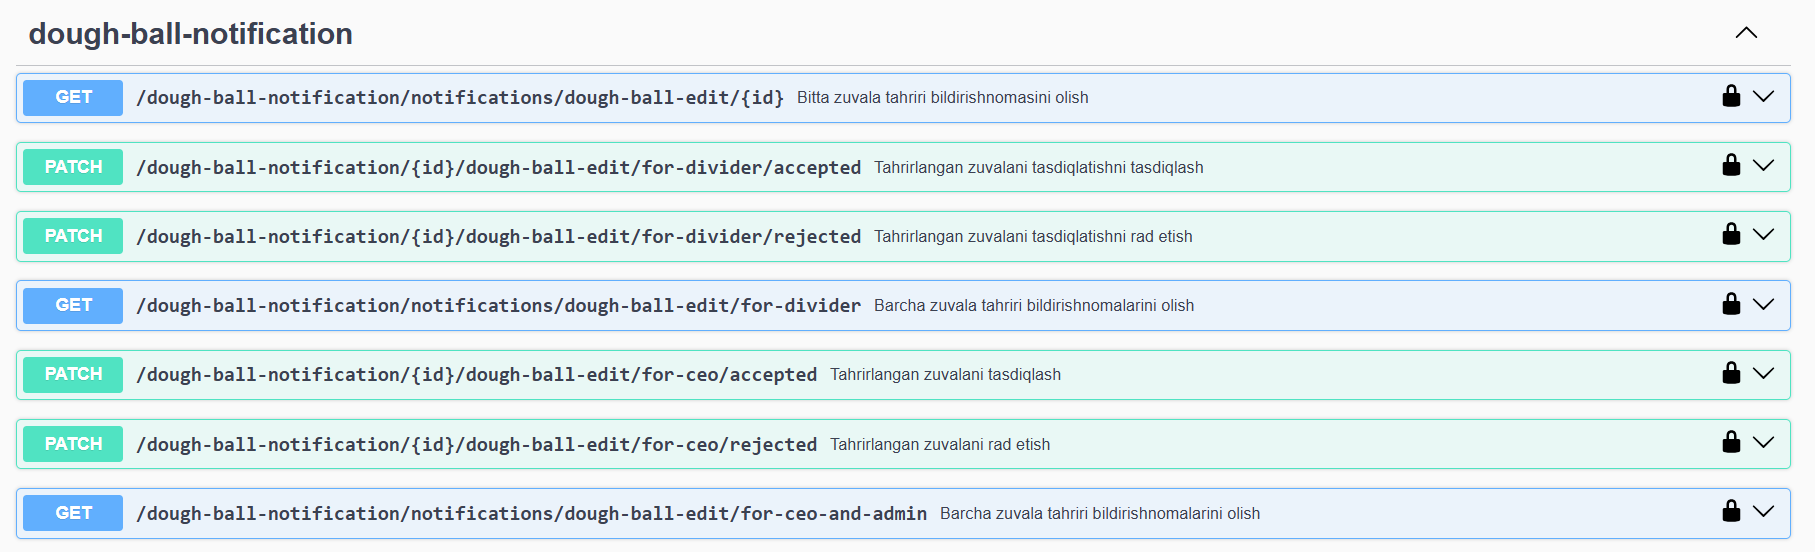 dough-ball-notification
GET /dough-ball-notification/notifications/dough-ball-edit/{id} Bitta zuvala tahriri bildirishnomasini olish
PATCH /dough-ball-notification/{id}/dough-ball-edit/for-divider/accepted Tahrirlangan zuvalani tasdiqlatishni tasdiqlash
PATCH /dough-ball-notification/{id}/dough-ball-edit/for-divider/rejected Tahrirlangan zuvalani tasdiqlatishni rad etish
GET /dough-ball-notification/notifications/dough-ball-edit/for-divider Barcha zuvala tahriri bildirishnomalarini olish
PATCH /dough-ball-notification/{id}/dough-ball-edit/for-ceo/accepted Tahrirlangan zuvalani tasdiqlash
PATCH /dough-ball-notification/{id}/dough-ball-edit/for-ceo/rejected Tahrirlangan zuvalani rad etish
GET /dough-ball-notification/notifications/dough-ball-edit/for-ceo-and-admin Barcha zuvala tahriri bildirishnomalarini olish